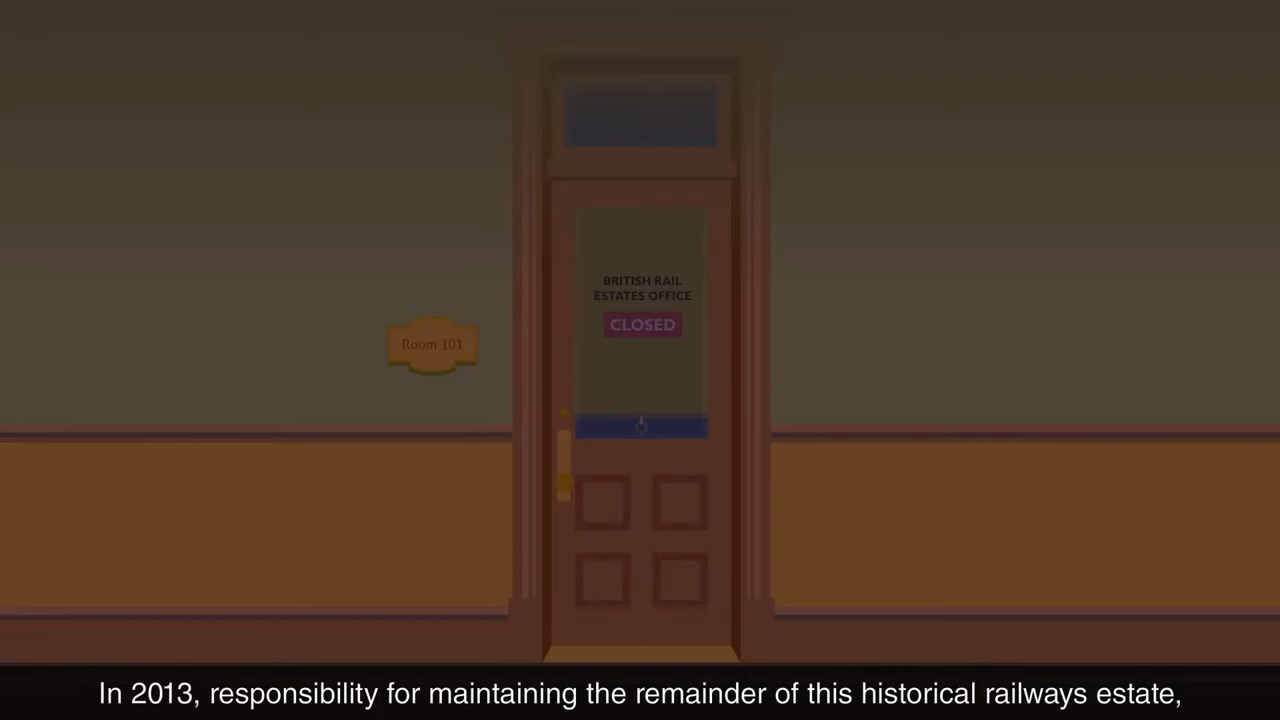 BRITISH RAIL
ESTATES OFFICE
CLOSED
Room 101
In 2013, responsibility for maintaining the remainder of this historical railways estate,